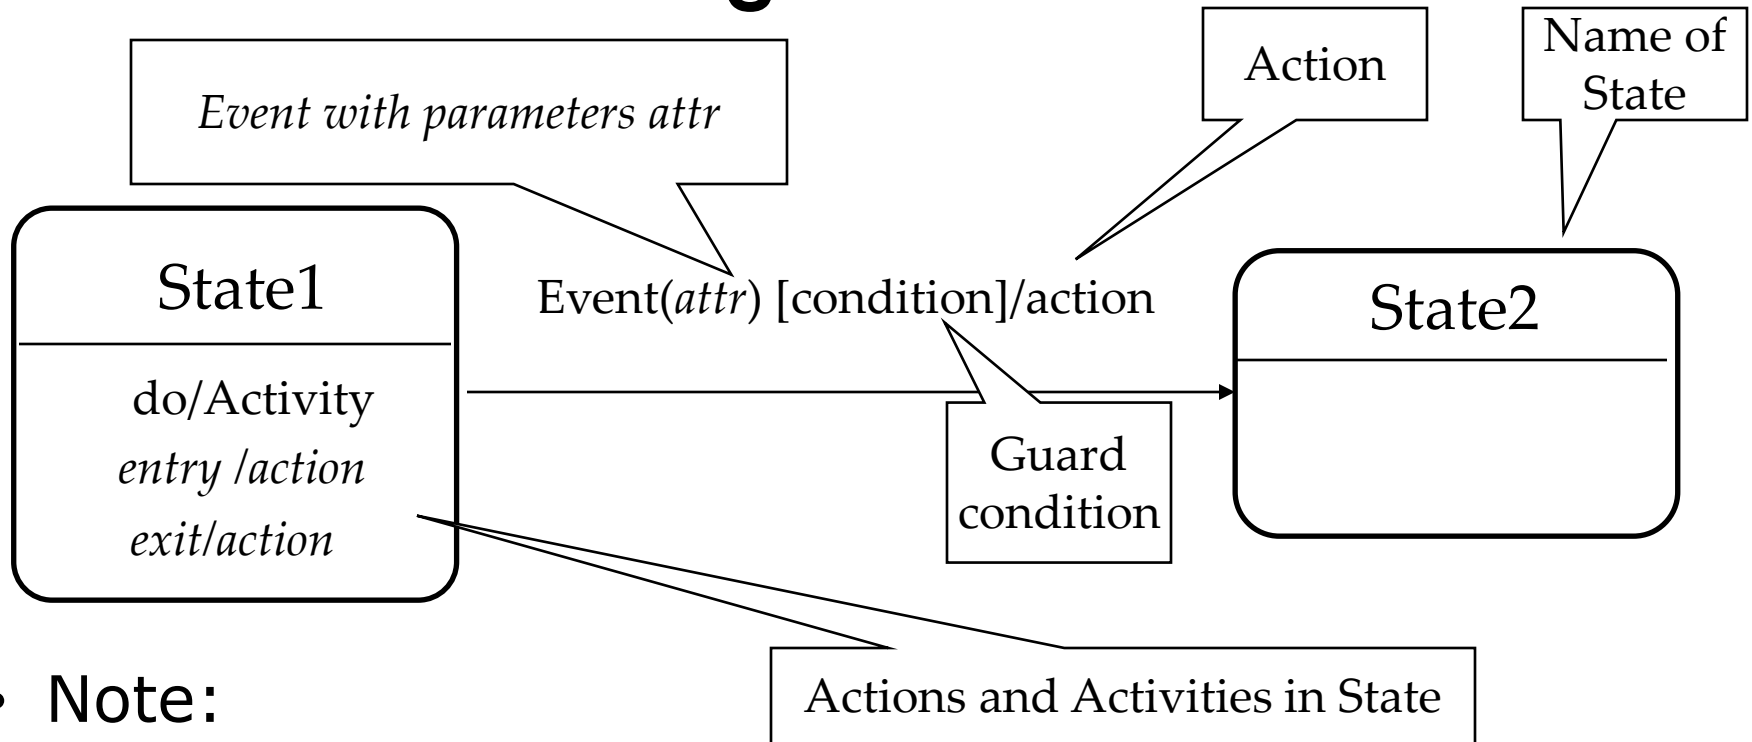 Action
Name of
State
Event with parameters attr
State1
Event(attr) [condition]/action
State2
do/Activity
entry /action
exit/action
Guard
condition
Actions and Activities in State
• Note: